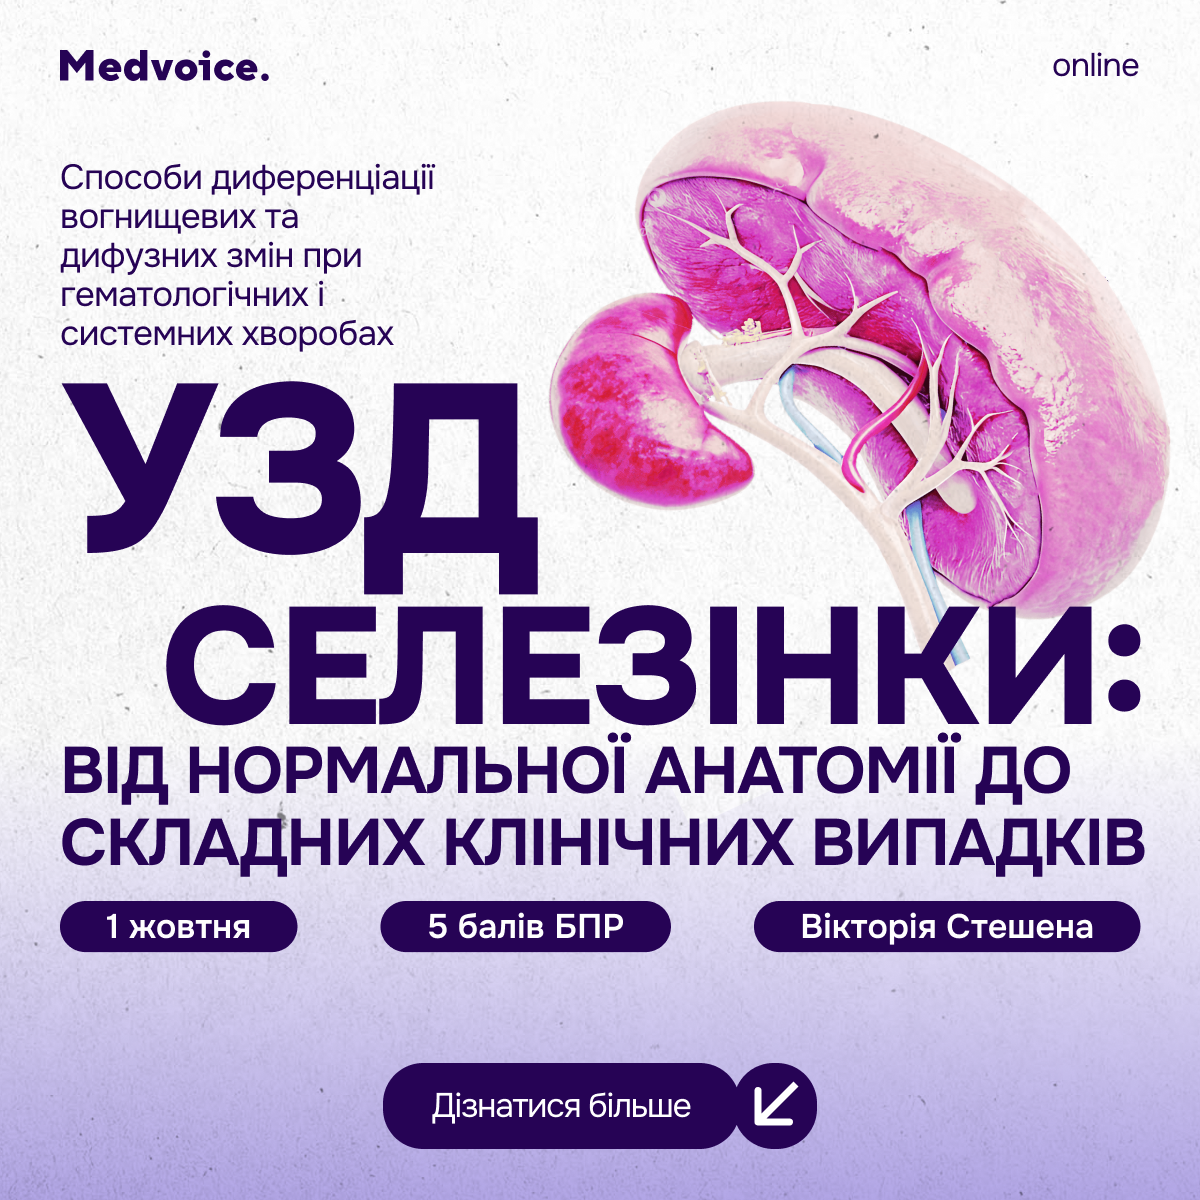 Medvoice.
online
Способи диференціації
вогнищевих та
дифузних змін при
гематологічних і
системних хворобах
УЗД
СЕЛЕЗІНКИ:
ВІД НОРМАЛЬНОЇ АНАТОМІЇ ДО
СКЛАДНИХ КЛІНІЧНИХ ВИПАДКІВ
1 жовтня
5 балів БПР
Вікторія Стешена
Дізнатися більше